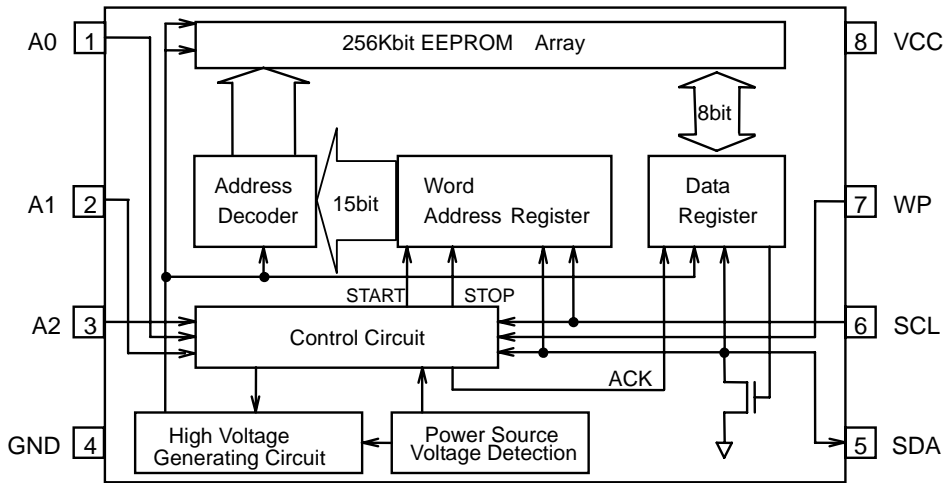 A0 1
256Kbit EEPROM Array
8 VCC
8bit
A1 2
Address
Decoder
15bit
Word
Address Register
Data
Register
7 WP
START
STOP
A2 3
Control Circuit
6 SCL
ACK
GND 4
High Voltage
Generating Circuit
Power Source
Voltage Detection
5 SDA